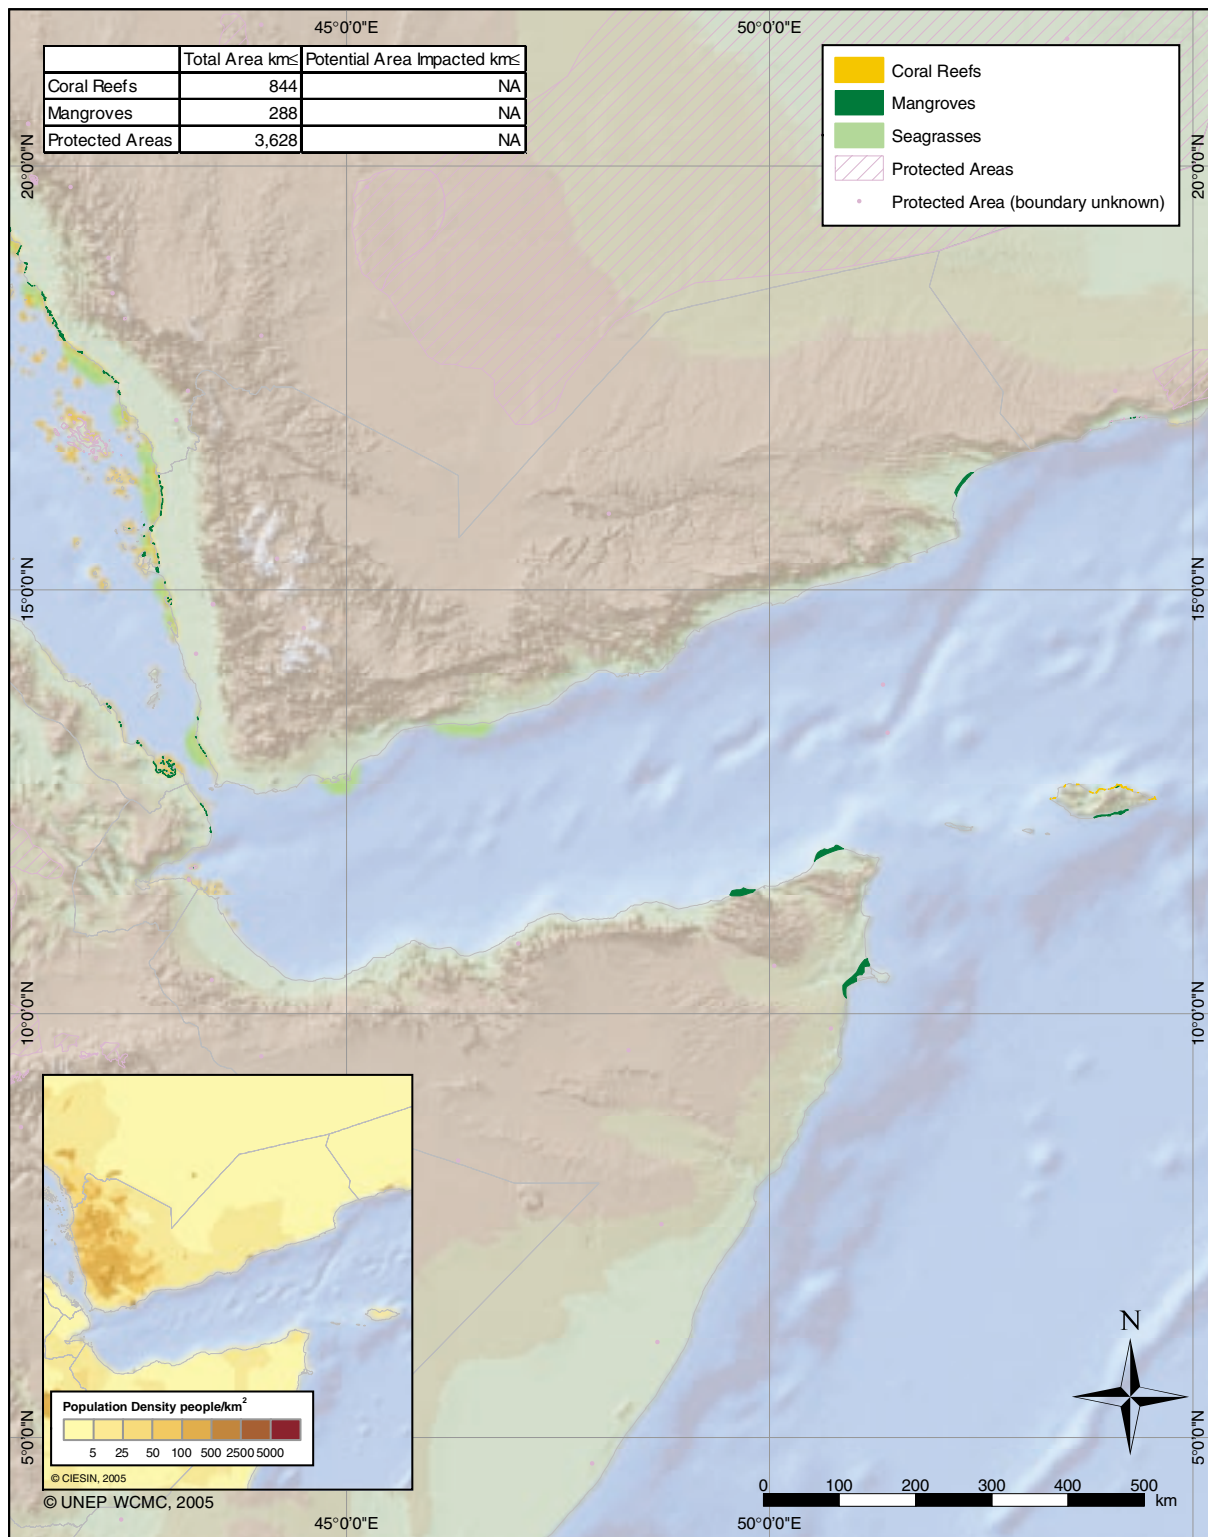 45°0'0"E 50°0'0"E
Total Area km≤ Potential Area Impacted km≤
Coral Reefs 844 NA
Mangroves 288 NA
Protected Areas 3,628 NA
Coral Reefs
Mangroves
Seagrasses
Protected Areas
Protected Area (boundary unknown)
20°0'0"N 20°0'0"N
15°0'0"N 15°0'0"N
10°0'0"N 10°0'0"N
Population Density people/km²
5 25 50 100 500 2500 5000
© CIESIN, 2005
© UNEP WCMC, 2005
N
5°0'0"N 5°0'0"N
0 100 200 300 400 500
km
45°0'0"E 50°0'0"E